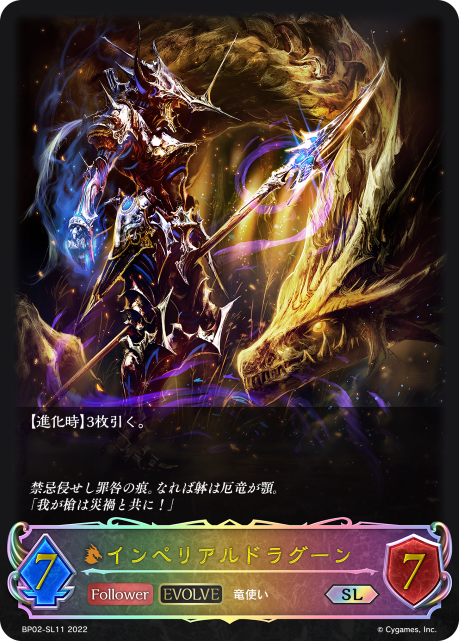 【進化時】3枚引く。
禁忌侵せし罪咎の痕。なれば躰は厄竜が顎。
「我が槍は災禍と共に！」
7 インペリアルドラグーン 7
Follower EVOLVE 竜使い SL
BP02-SL11 2022 © Cygames, Inc.